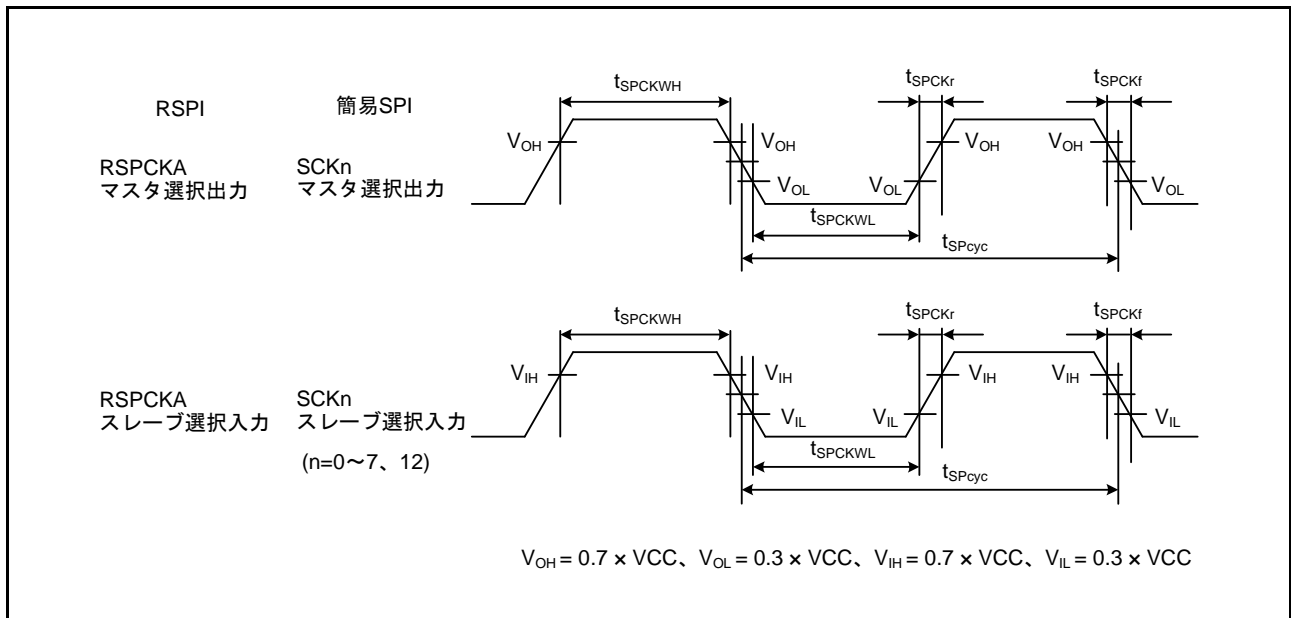 RSPI 簡易SPI
RSPCKA
マスタ選択出力
SCKn
マスタ選択出力
tSPCKWH
tSPCKr
tSPCKf
VOH
VOH
VOH
VOH
VOL
VOL
VOL
tSPCKWL
tSPcyc
RSPCKA
スレーブ選択入力
SCKn
スレーブ選択入力
(n=0～7、12)
tSPCKWH
tSPCKr
tSPCKf
VIH
VIH
VIH
VIH
VIL
VIL
VIL
tSPCKWL
tSPcyc
VOH = 0.7 × VCC、VOL = 0.3 × VCC、VIH = 0.7 × VCC、VIL = 0.3 × VCC